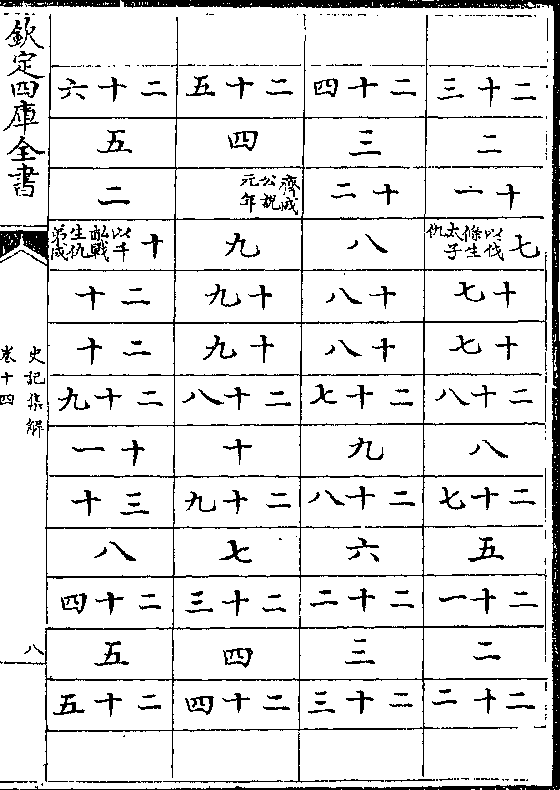 二十三
二
十一
七以伐條生太子仇
十七
十七
二十八
八
二十七
五
二十一
二
二十二
二十四
三
十二
八
十八
十八
二十七
九
二十八
六
二十二
三
二十三
二十五
四
齊成公說元年
九
十九
十九
二十八
十
二十九
七
二十三
四
二十四
二十六
五
二
十以千畝戰生仇弟成
二十
二十
二十九
十一
三十
八
二十四
五
二十五
欽定四庫全書
史記集解
卷十四
八